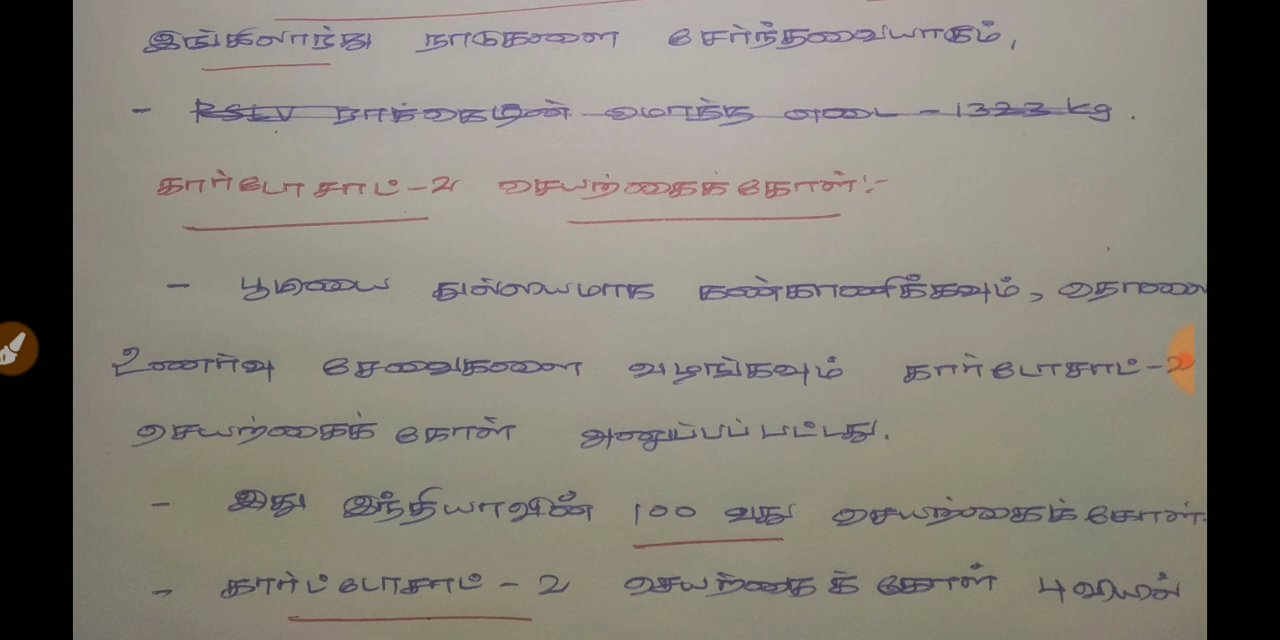 இங்கிலாந்து நாடுகளை சேர்ந்தவையாகும்,
- RSLV ராக்கெடின் மொத்த எடை - 1323 kg.
கார்டோசாட்-2 செயற்கைக்கோள்:-
- பூமியை துல்லியமாக கண்காணிக்கவும், தொலை
உணர்வு சேவைகளை வழங்கவும் கார்டோசாட்-2
செயற்கைக் கோள் அனுப்பப் பட்டது.
- இது இந்தியாவின் 100 வது செயற்கைக்கோள்.
- கார்ட்டோசாட் - 2 செயற்கைக் கோள் புவியின்